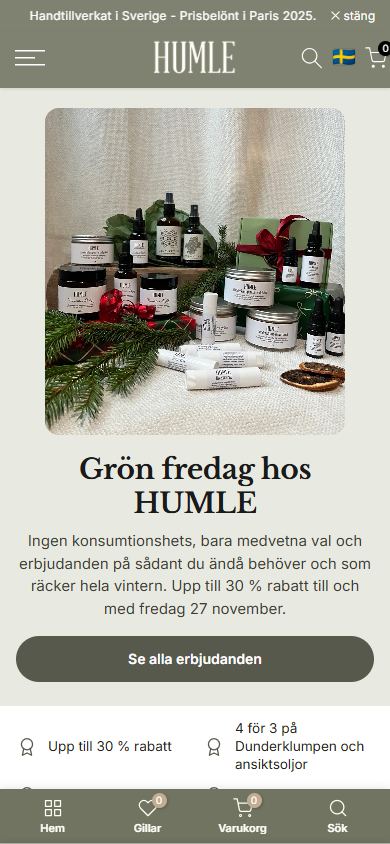 Handtillverkat i Sverige - Prisbelönt i Paris 2025.
stäng
HUMLE
0
Grön fredag hos
HUMLE
Ingen konsumtionshets, bara medvetna val och
erbjudanden på sådant du ändå behöver och som
räcker hela vintern. Upp till 30 % rabatt till och
med fredag 27 november.
Se alla erbjudanden
Upp till 30 % rabatt
4 för 3 på
Dunderklumpen och
ansiktsoljor
0
0
Hem
Gillar
Varukorg
Sök